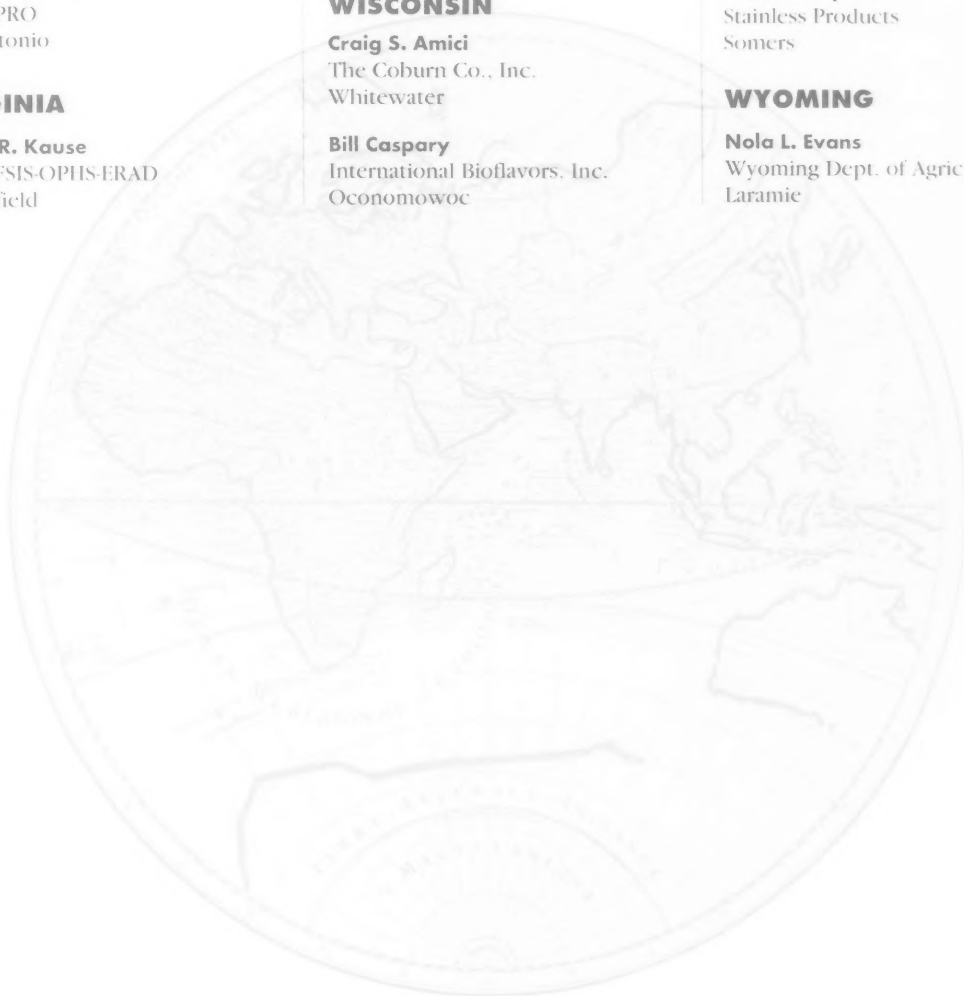 PRO
tonio
INIA
R. Kause
FSIS-OPHS-ERAD
field
WISCONSIN
Craig S. Amici
The Coburn Co., Inc.
Whitewater
Bill Caspary
International Bioflavors, Inc.
Oconomowoc
Stainless Products
Somers
WYOMING
Nola L. Evans
Wyoming Dept. of Agric
Laramie